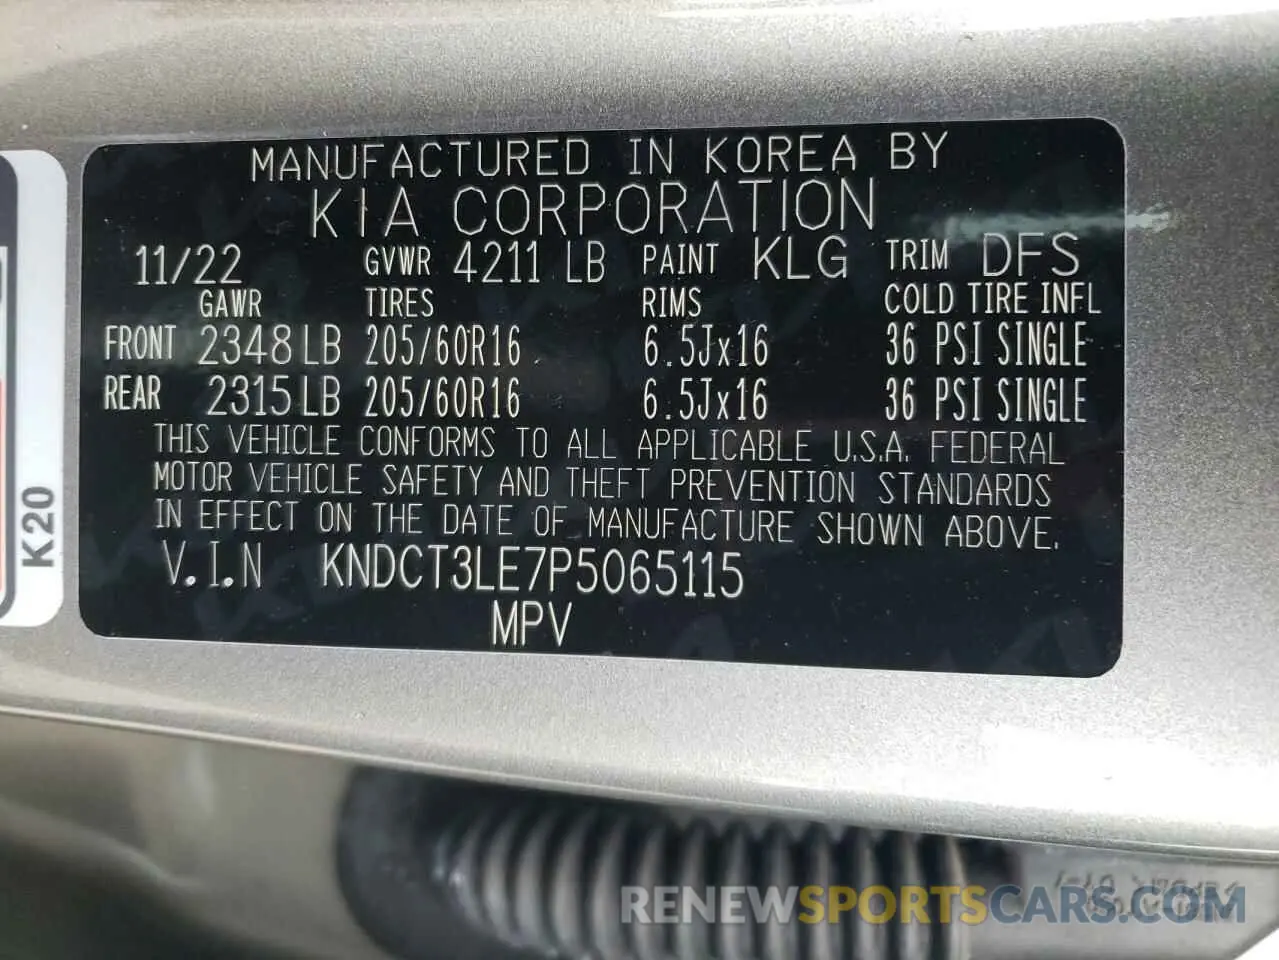 MANUFACTURED IN KOREA BY
KIA CORPORATION
11/22 GVWR 4211 LB PAINT KLG TRIM DFS
GAWR TIRES RIMS COLD TIRE INFL
FRONT 2348 LB 205/60R16 6.5Jx16 36 PSI SINGLE
REAR 2315 LB 205/60R16 6.5Jx16 36 PSI SINGLE
THIS VEHICLE CONFORMS TO ALL APPLICABLE U.S.A. FEDERAL
MOTOR VEHICLE SAFETY AND THEFT PREVENTION STANDARDS
IN EFFECT ON THE DATE OF MANUFACTURE SHOWN ABOVE.
V.I.N KNDCT3LE7P5065115
MPV
K20
RENEWSPORTSCARS.COM